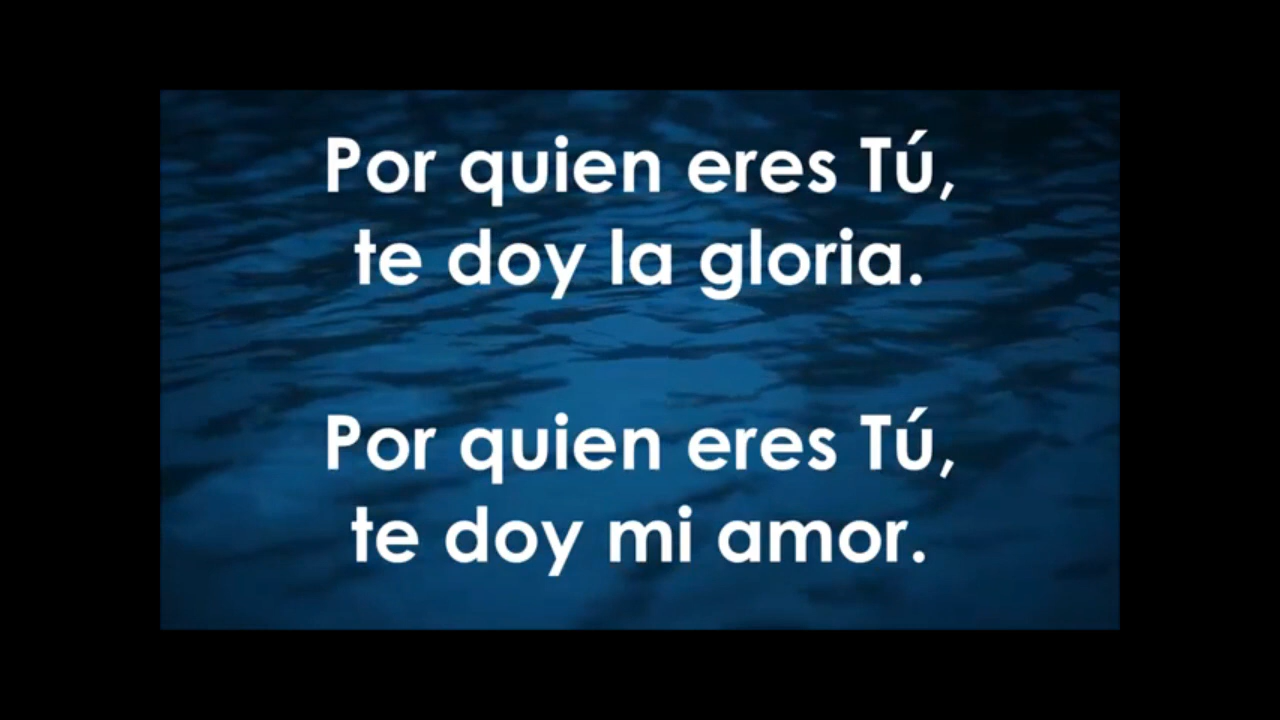 Por quien eres Tú,
te doy la gloria.
Por quien eres Tú,
te doy mi amor.